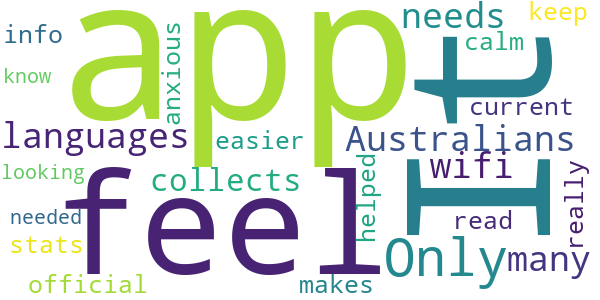 app
It
feel
needs
keep
info
anxious
calm
know
current
languages
easier
Australians
wifi
looking
collects
helped
really
needed
read
stats
Only
many
official
makes